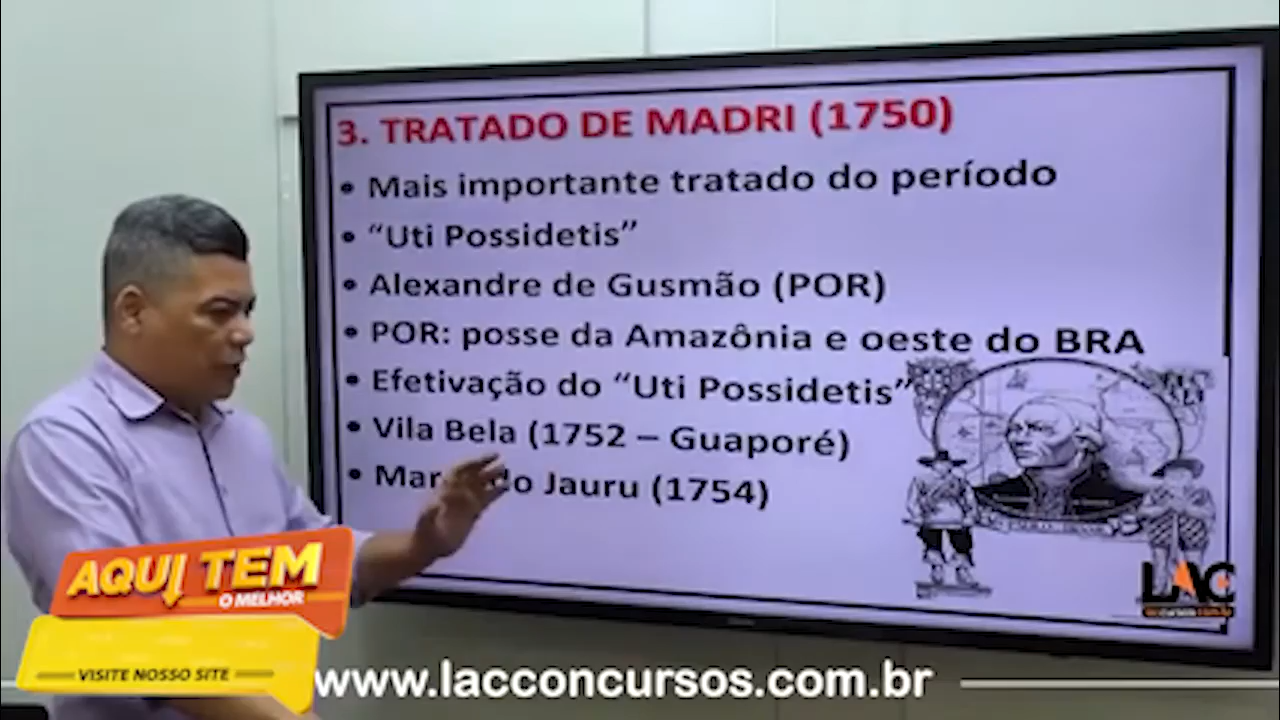 3. TRATADO DE MADRI (1750)
• Mais importante tratado do período
• “Uti Possidetis”
• Alexandre de Gusmão (POR)
• POR: posse da Amazônia e oeste do BRA
• Efetivação do “Uti Possidetis”
• Vila Bela (1752 – Guaporé)
• Mar do Jauru (1754)
LAC
AQUI TEM
O MELHOR
VISITE NOSSO SITE
www.lacconcursos.com.br